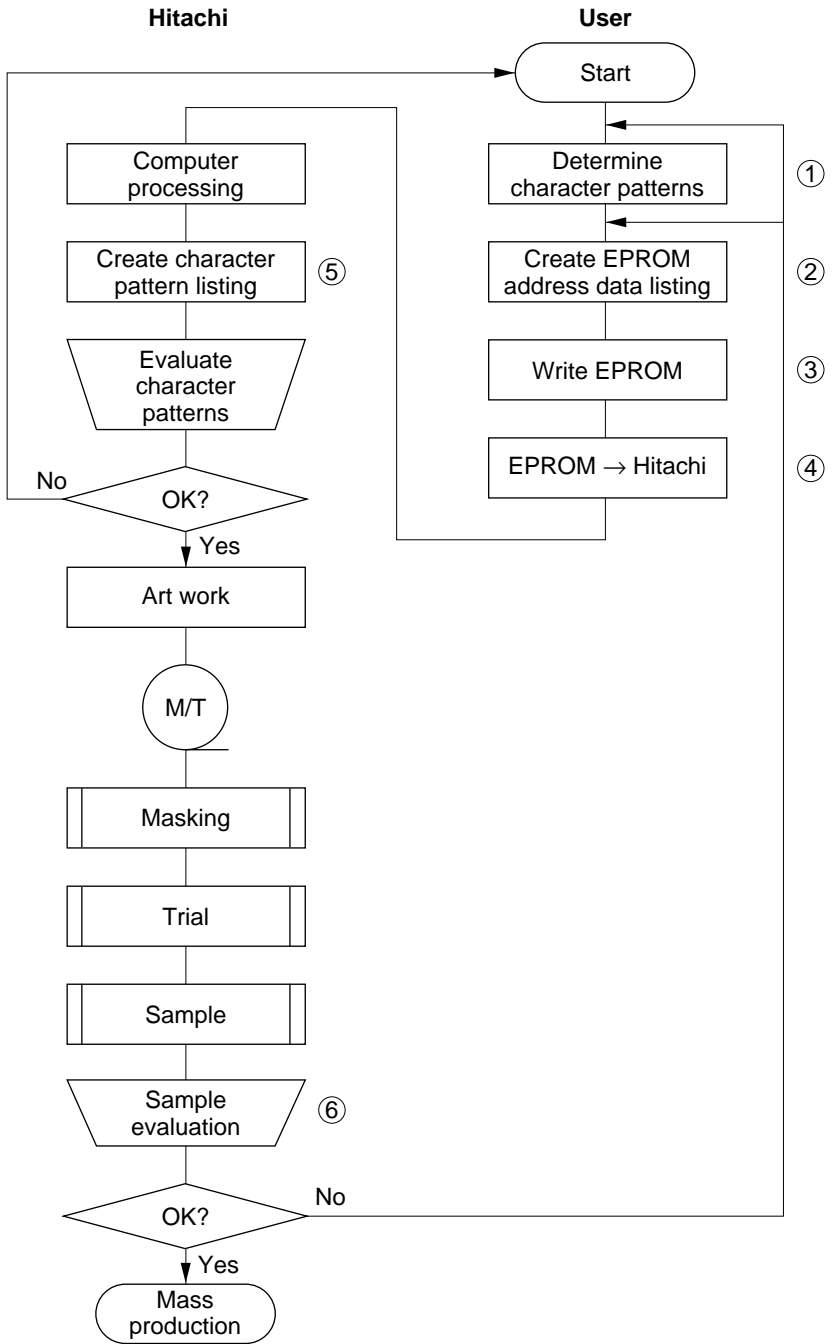 Hitachi
User
Start
Determine
character patterns
①
Create EPROM
address data listing
②
Write EPROM
③
EPROM → Hitachi
④
Computer
processing
Create character
pattern listing
⑤
Evaluate
character
patterns
No
OK?
Yes
Art work
M/T
Masking
Trial
Sample
Sample
evaluation
⑥
No
OK?
Yes
Mass
production